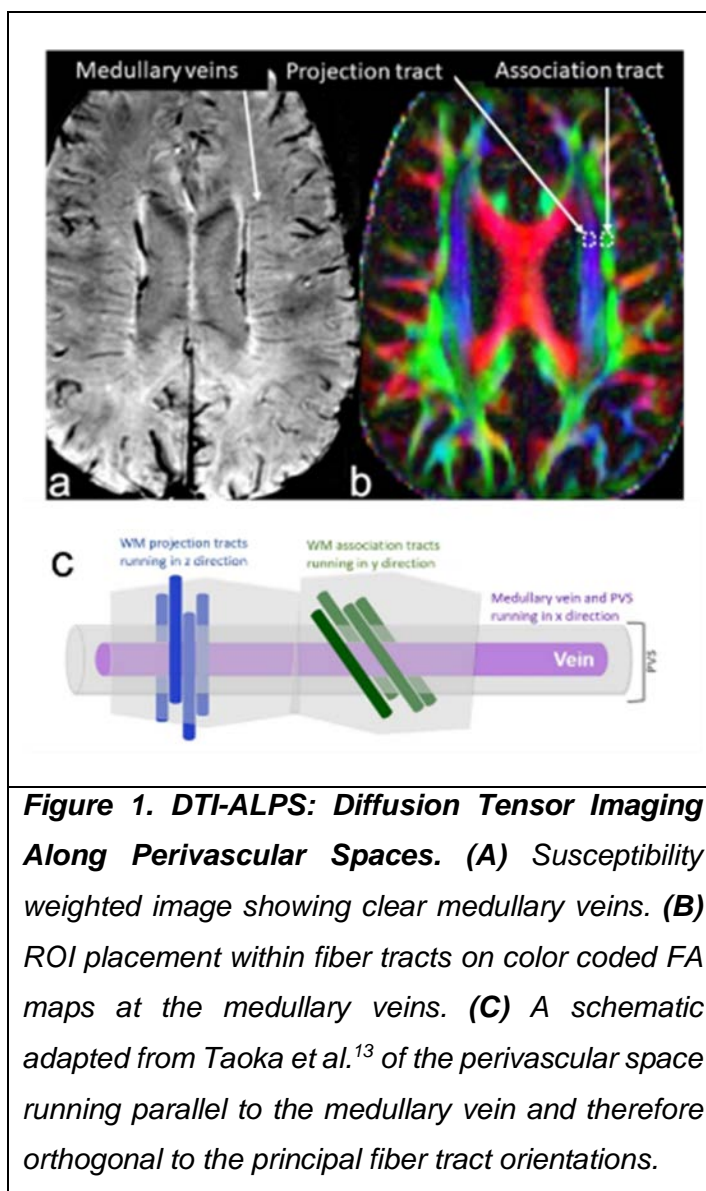 Medullary veins Projection tract Association tract
a b
c
WM projection tracts
running in z direction
WM association tracts
running in y direction
Medullary vein and PVS
running in x direction
Vein
PVS
Figure 1. DTI-ALPS: Diffusion Tensor Imaging
Along Perivascular Spaces. (A) Susceptibility
weighted image showing clear medullary veins. (B)
ROI placement within fiber tracts on color coded FA
maps at the medullary veins. (C) A schematic
adapted from Taoka et al.¹³ of the perivascular space
running parallel to the medullary vein and therefore
orthogonal to the principal fiber tract orientations.